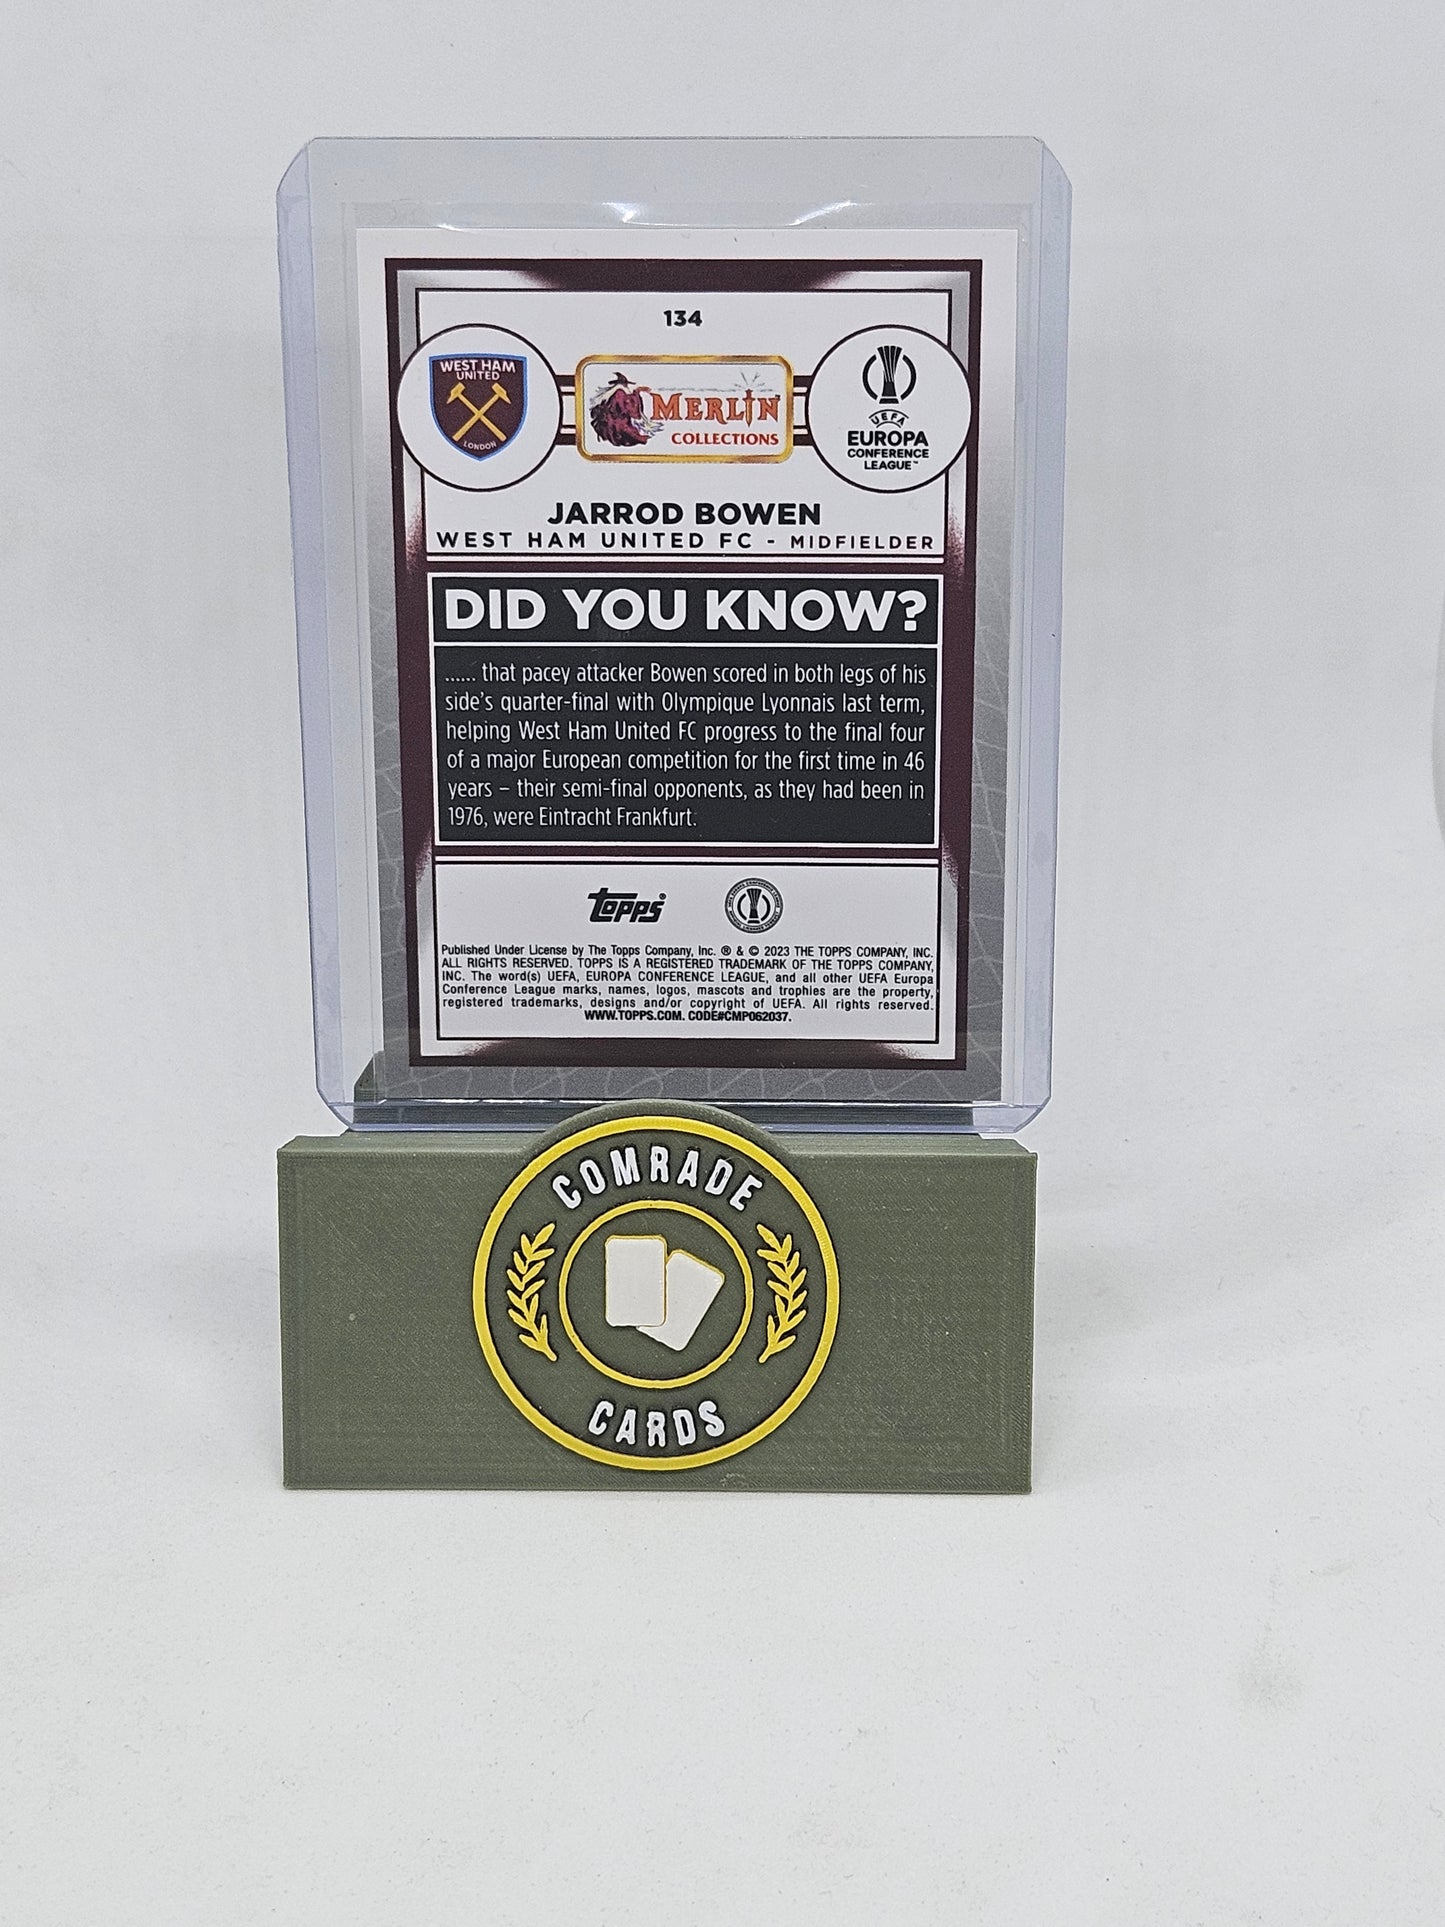 134
WEST HAM
UNITED
LONDON
MERLIN
COLLECTIONS
UEFA
EUROPA
CONFERENCE
LEAGUE™
JARROD BOWEN
WEST HAM UNITED FC - MIDFIELDER
DID YOU KNOW?
...... that pacey attacker Bowen scored in both legs of his
side's quarter-final with Olympique Lyonnais last term,
helping West Ham United FC progress to the final four
of a major European competition for the first time in 46
years – their semi-final opponents, as they had been in
1976, were Eintracht Frankfurt.
topps®
Published Under License by The Topps Company, Inc. ® & © 2023 THE TOPPS COMPANY, INC.
ALL RIGHTS RESERVED. TOPPS IS A REGISTERED TRADEMARK OF THE TOPPS COMPANY,
INC. The word(s) UEFA, EUROPA CONFERENCE LEAGUE, and all other UEFA Europa
Conference League marks, names, logos, mascots and trophies are the property,
registered trademarks, designs and/or copyright of UEFA. All rights reserved.
WWW.TOPPS.COM. CODE#CMP062037.
COMRADE
CARDS